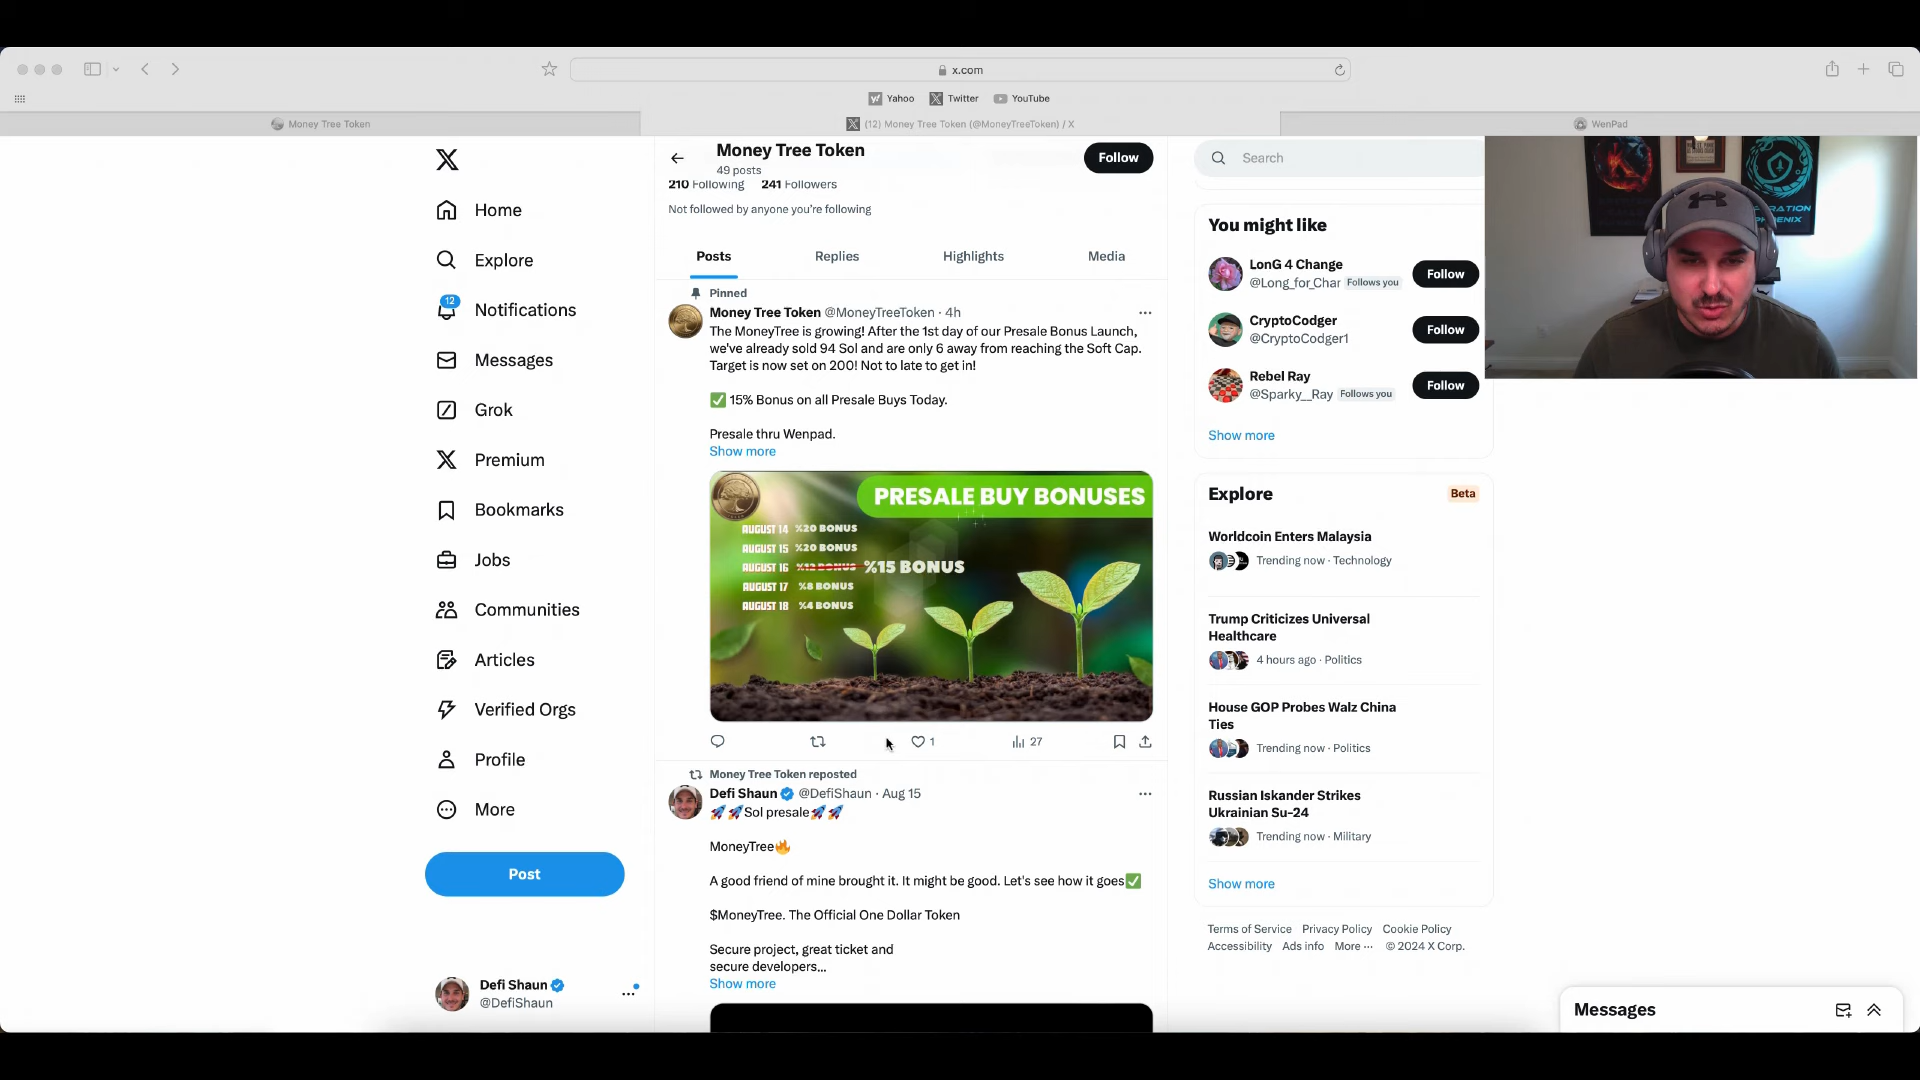 x.com
Yahoo
Twitter
YouTube
Money Tree Token
(12) Money Tree Token (@MoneyTreeToken) / X
WenPad
Home
Explore
12
Notifications
Messages
Grok
Premium
Bookmarks
Jobs
Communities
Articles
Verified Orgs
Profile
More
Post
Defi Shaun
@DefiShaun
Money Tree Token
49 posts
Follow
210 Following 241 Followers
Not followed by anyone you're following
Posts
Replies
Highlights
Media
Pinned
Money Tree Token @MoneyTreeToken · 4h
The MoneyTree is growing! After the 1st day of our Presale Bonus Launch,
we've already sold 94 Sol and are only 6 away from reaching the Soft Cap.
Target is now set on 200! Not to late to get in!
✅ 15% Bonus on all Presale Buys Today.
Presale thru Wenpad.
Show more
PRESALE BUY BONUSES
AUGUST 14 %20 BONUS
AUGUST 15 %20 BONUS
AUGUST 16 %12 BONUS %15 BONUS
AUGUST 17 %8 BONUS
AUGUST 18 %4 BONUS
1
27
Money Tree Token reposted
Defi Shaun @DefiShaun · Aug 15
🚀🚀Sol presale🚀🚀
MoneyTree🔥
A good friend of mine brought it. It might be good. Let's see how it goes✅
$MoneyTree. The Official One Dollar Token
Secure project, great ticket and
secure developers...
Show more
Search
You might like
LonG 4 Change
@Long_for_Char Follows you
Follow
CryptoCodger
@CryptoCodger1
Follow
Rebel Ray
@Sparky__Ray Follows you
Follow
Show more
Explore
Beta
Worldcoin Enters Malaysia
Trending now · Technology
Trump Criticizes Universal
Healthcare
4 hours ago · Politics
House GOP Probes Walz China
Ties
Trending now · Politics
Russian Iskander Strikes
Ukrainian Su-24
Trending now · Military
Show more
Terms of Service Privacy Policy Cookie Policy
Accessibility Ads info More ··· © 2024 X Corp.
Messages